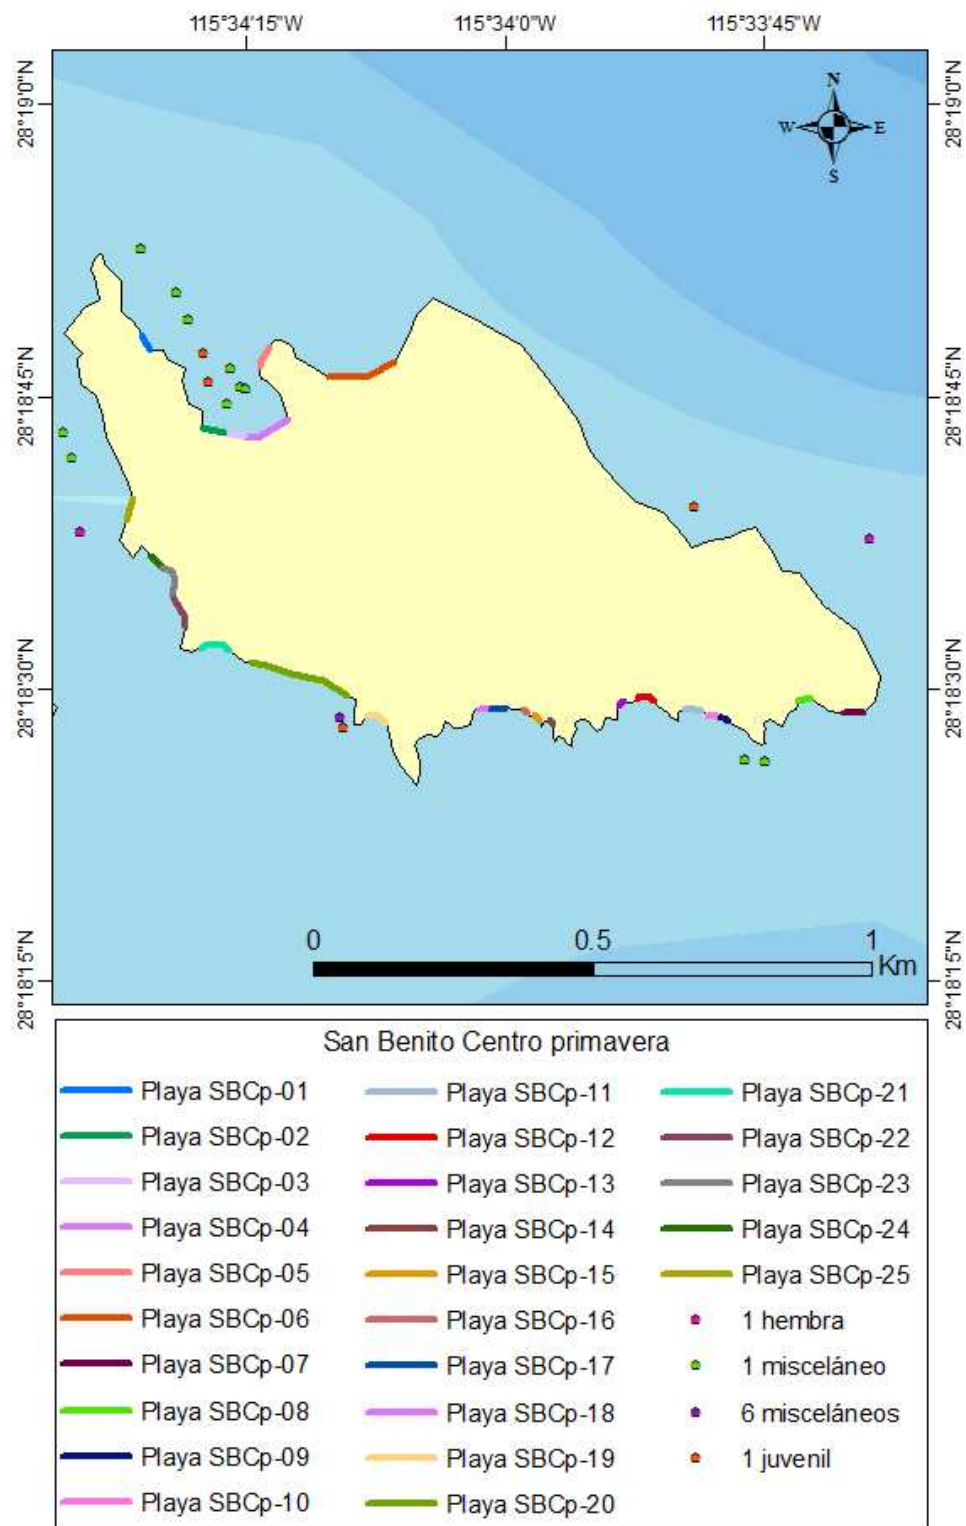 115°34'15"W 115°34'0"W 115°33'45"W
N
W E
S
28°19'0"N 28°19'0"N
28°18'45"N 28°18'45"N
28°18'30"N 28°18'30"N
0 0.5 1
Km
28°18'15"N 28°18'15"N
San Benito Centro primavera
Playa SBCp-01 Playa SBCp-11 Playa SBCp-21
Playa SBCp-02 Playa SBCp-12 Playa SBCp-22
Playa SBCp-03 Playa SBCp-13 Playa SBCp-23
Playa SBCp-04 Playa SBCp-14 Playa SBCp-24
Playa SBCp-05 Playa SBCp-15 Playa SBCp-25
Playa SBCp-06 Playa SBCp-16 1 hembra
Playa SBCp-07 Playa SBCp-17 1 misceláneo
Playa SBCp-08 Playa SBCp-18 6 misceláneos
Playa SBCp-09 Playa SBCp-19 1 juvenil
Playa SBCp-10 Playa SBCp-20